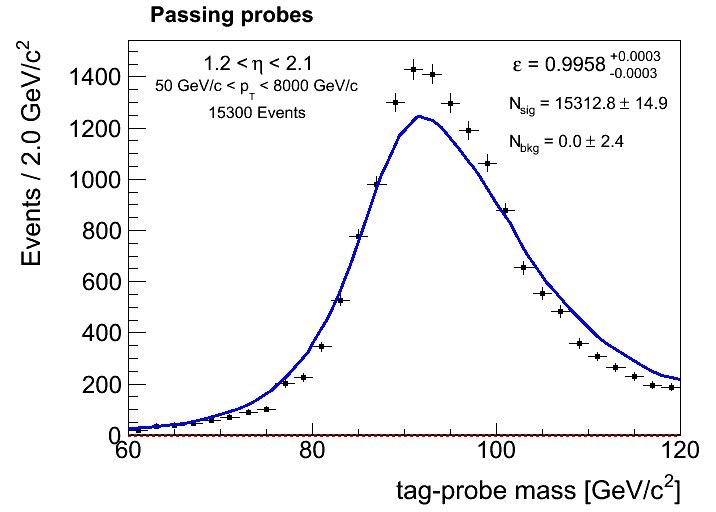 Passing probes
Events / 2.0 GeV/c²
1.2 < η < 2.1
50 GeV/c < p_T < 8000 GeV/c
15300 Events
ε = 0.9958 +0.0003 -0.0003
N_sig = 15312.8 ± 14.9
N_bkg = 0.0 ± 2.4
1400
1200
1000
800
600
400
200
0
60 80 100 120
tag-probe mass [GeV/c²]